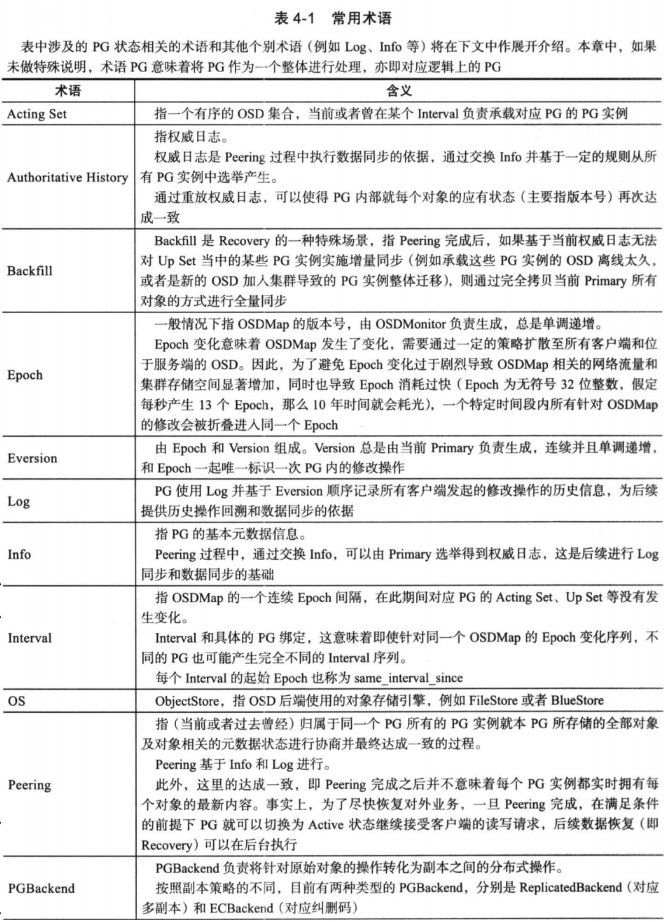 表 4-1 常用术语
表中涉及的 PG 状态相关的术语和其他个别术语（例如 Log、Info 等）将在下文中作展开介绍。本章中，如果
未做特殊说明，术语 PG 意味着将 PG 作为一个整体进行处理，亦即对应逻辑上的 PG
术语 含义
Acting Set 指一个有序的 OSD 集合，当前或者曾在某个 Interval 负责承载对应 PG 的 PG 实例
指权威日志。
权威日志是 Peering 过程中执行数据同步的依据，通过交换 Info 并基于一定的规则从所
Authoritative History 有 PG 实例中选举产生。
通过重放权威日志，可以使得 PG 内部就每个对象的应有状态（主要指版本号）再次达
成一致
Backfill 是 Recovery 的一种特殊场景，指 Peering 完成后，如果基于当前权威日志无法
对 Up Set 当中的某些 PG 实例实施增量同步（例如承载这些 PG 实例的 OSD 离线太久，
Backfill 或者是新的 OSD 加入集群导致的 PG 实例整体迁移），则通过完全拷贝当前 Primary 所有
对象的方式进行全量同步
一般情况下指 OSDMap 的版本号，由 OSDMonitor 负责生成，总是单调递增。
Epoch 变化意味着 OSDMap 发生了变化，需要通过一定的策略扩散至所有客户端和位
于服务端的 OSD。因此，为了避免 Epoch 变化过于剧烈导致 OSDMap 相关的网络流量和
Epoch 集群存储空间显著增加，同时也导致 Epoch 消耗过快（Epoch 为无符号 32 位整数，假定
每秒产生 13 个 Epoch，那么 10 年时间就会耗光），一个特定时间段内所有针对 OSDMap
的修改会被折叠进入同一个 Epoch
Eversion 由 Epoch 和 Version 组成。Version 总是由当前 Primary 负责生成，连续并且单调递增，
和 Epoch 一起唯一标识一次 PG 内的修改操作
Log PG 使用 Log 并基于 Eversion 顺序记录所有客户端发起的修改操作的历史信息，为后续
提供历史操作回溯和数据同步的依据
指 PG 的基本元数据信息。
Info Peering 过程中，通过交换 Info，可以由 Primary 选举得到权威日志，这是后续进行 Log
同步和数据同步的基础
指 OSDMap 的一个连续 Epoch 间隔，在此期间对应 PG 的 Acting Set、Up Set 等没有发
生变化。
Interval Interval 和具体的 PG 绑定，这意味着即使针对同一个 OSDMap 的 Epoch 变化序列，不
同的 PG 也可能产生完全不同的 Interval 序列。
每个 Interval 的起始 Epoch 也称为 same_interval_since
OS ObjectStore，指 OSD 后端使用的对象存储引擎，例如 FileStore 或者 BlueStore
指（当前或者过去曾经）归属于同一个 PG 所有的 PG 实例就本 PG 所存储的全部对象
及对象相关的元数据状态进行协商并最终达成一致的过程。
Peering 基于 Info 和 Log 进行。
Peering 此外，这里的达成一致，即 Peering 完成之后并不意味着每个 PG 实例都实时拥有每
个对象的最新内容。事实上，为了尽快恢复对外业务，一旦 Peering 完成，在满足条件
的前提下 PG 就可以切换为 Active 状态继续接受客户端的读写请求，后续数据恢复（即
Recovery）可以在后台执行
PGBackend 负责将针对原始对象的操作转化为副本之间的分布式操作。
PGBackend 按照副本策略的不同，目前有两种类型的 PGBackend，分别是 ReplicatedBackend（对应
多副本）和 ECBackend（对应纠删码）